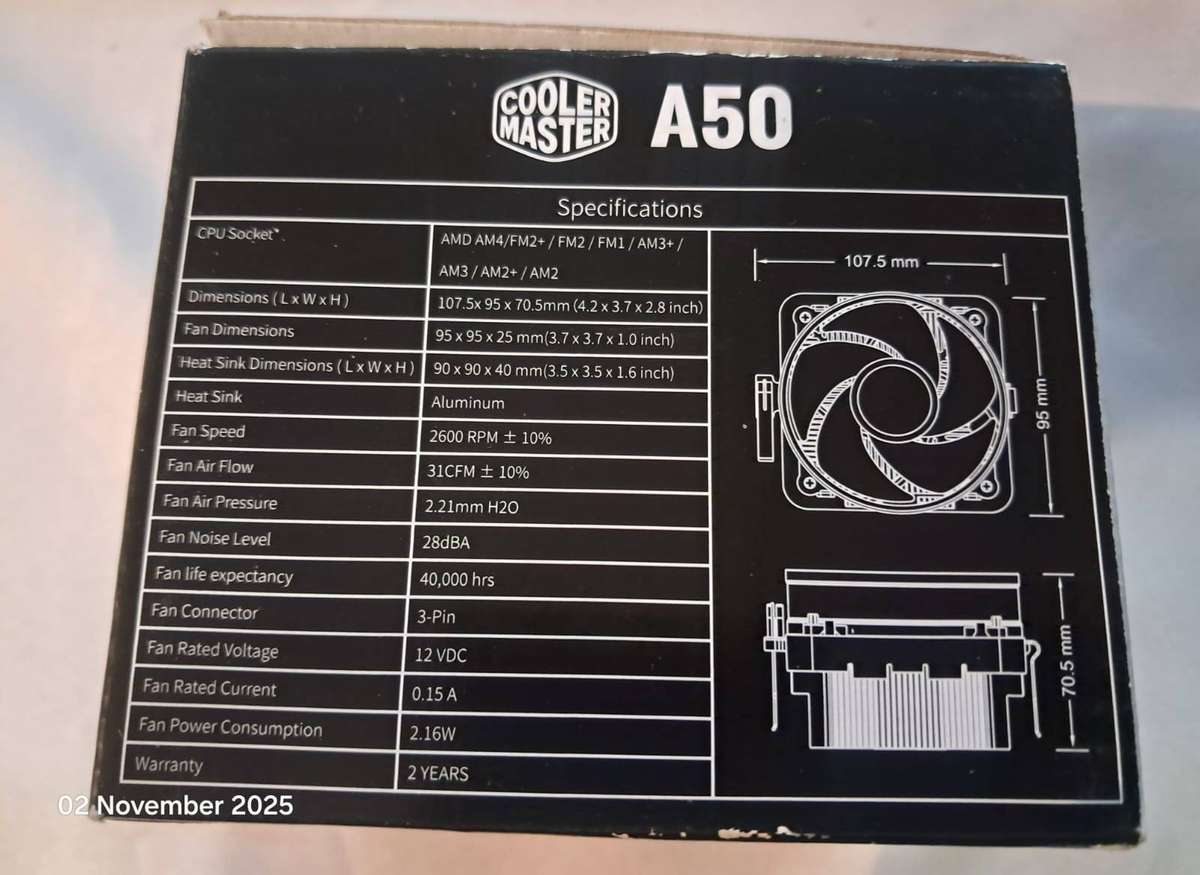 COOLER
MASTER
A50
Specifications
CPU Socket* AMD AM4/FM2+ / FM2 / FM1 / AM3+ /
AM3 / AM2+ / AM2
Dimensions ( L x W x H ) 107.5x 95 x 70.5mm (4.2 x 3.7 x 2.8 inch)
Fan Dimensions 95 x 95 x 25 mm(3.7 x 3.7 x 1.0 inch)
Heat Sink Dimensions ( L x W x H ) 90 x 90 x 40 mm(3.5 x 3.5 x 1.6 inch)
Heat Sink Aluminum
Fan Speed 2600 RPM ± 10%
Fan Air Flow 31CFM ± 10%
Fan Air Pressure 2.21mm H2O
Fan Noise Level 28dBA
Fan life expectancy 40,000 hrs
Fan Connector 3-Pin
Fan Rated Voltage 12 VDC
Fan Rated Current 0.15 A
Fan Power Consumption 2.16W
Warranty 2 YEARS
107.5 mm
95 mm
70.5 mm
02 November 2025